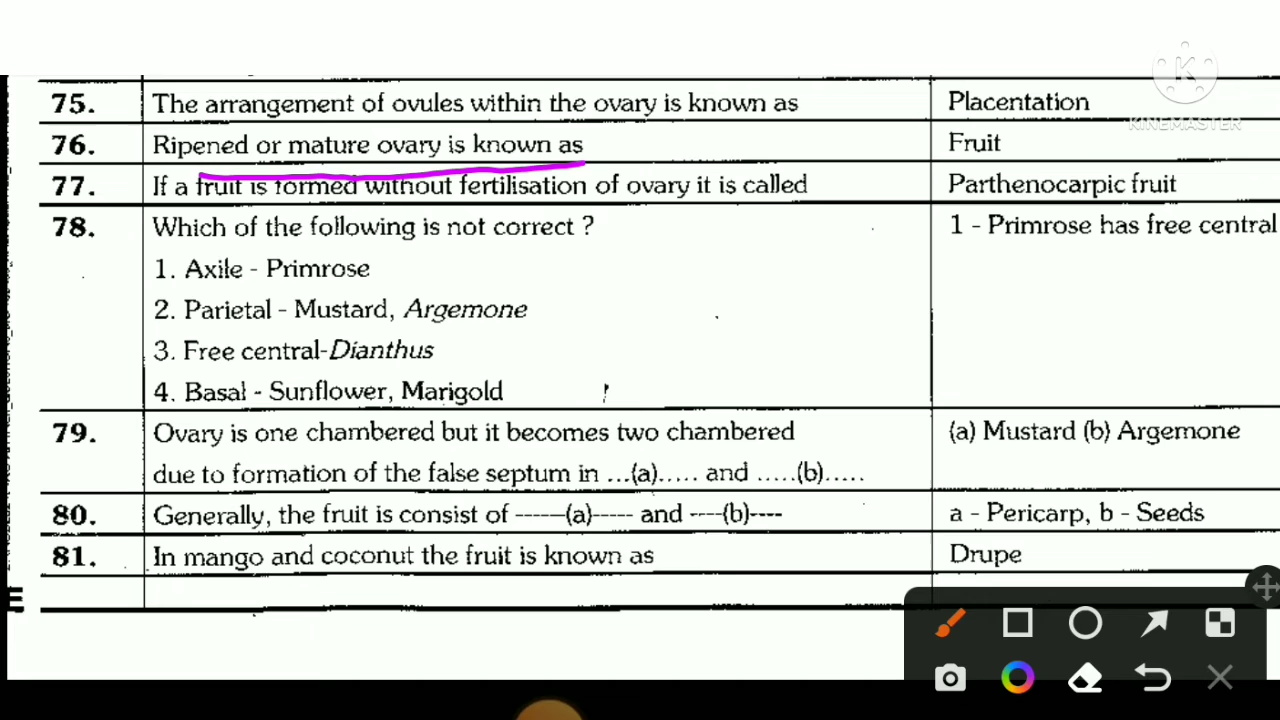 75. The arrangement of ovules within the ovary is known as Placentation
KINEMASTER
76. Ripened or mature ovary is known as Fruit
77. If a fruit is formed without fertilisation of ovary it is called Parthenocarpic fruit
78. Which of the following is not correct ? 1 - Primrose has free central
1. Axile - Primrose
2. Parietal - Mustard, Argemone
3. Free central-Dianthus
4. Basal - Sunflower, Marigold
79. Ovary is one chambered but it becomes two chambered (a) Mustard (b) Argemone
due to formation of the false septum in ...(a)..... and .....(b).....
80. Generally, the fruit is consist of ------(a)----- and ----(b)---- a - Pericarp, b - Seeds
81. In mango and coconut the fruit is known as Drupe
E